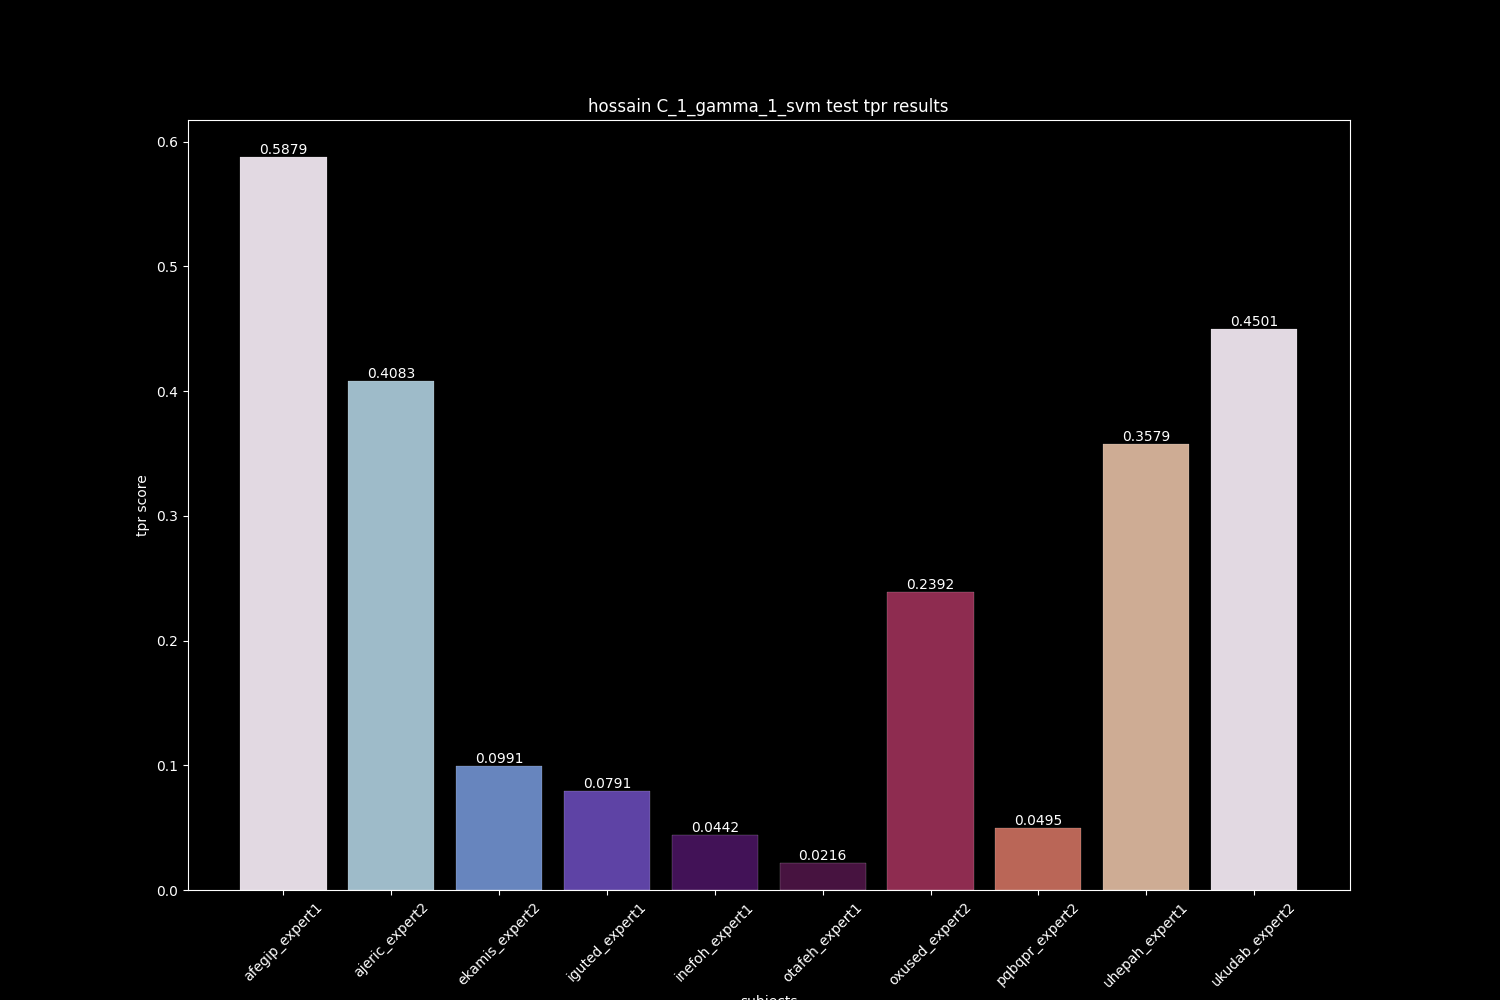 hossain C_1_gamma_1_svm test tpr results
0.6
0.5
0.4
0.3
0.2
0.1
0.0
tpr score
0.5879
0.4083
0.0991
0.0791
0.0442
0.0216
0.2392
0.0495
0.3579
0.4501
afegip_expert1
ajeric_expert2
ekamis_expert2
iguted_expert1
inefoh_expert1
otafeh_expert1
oxused_expert2
pqbqpr_expert2
uhepah_expert1
ukudab_expert2
subjects